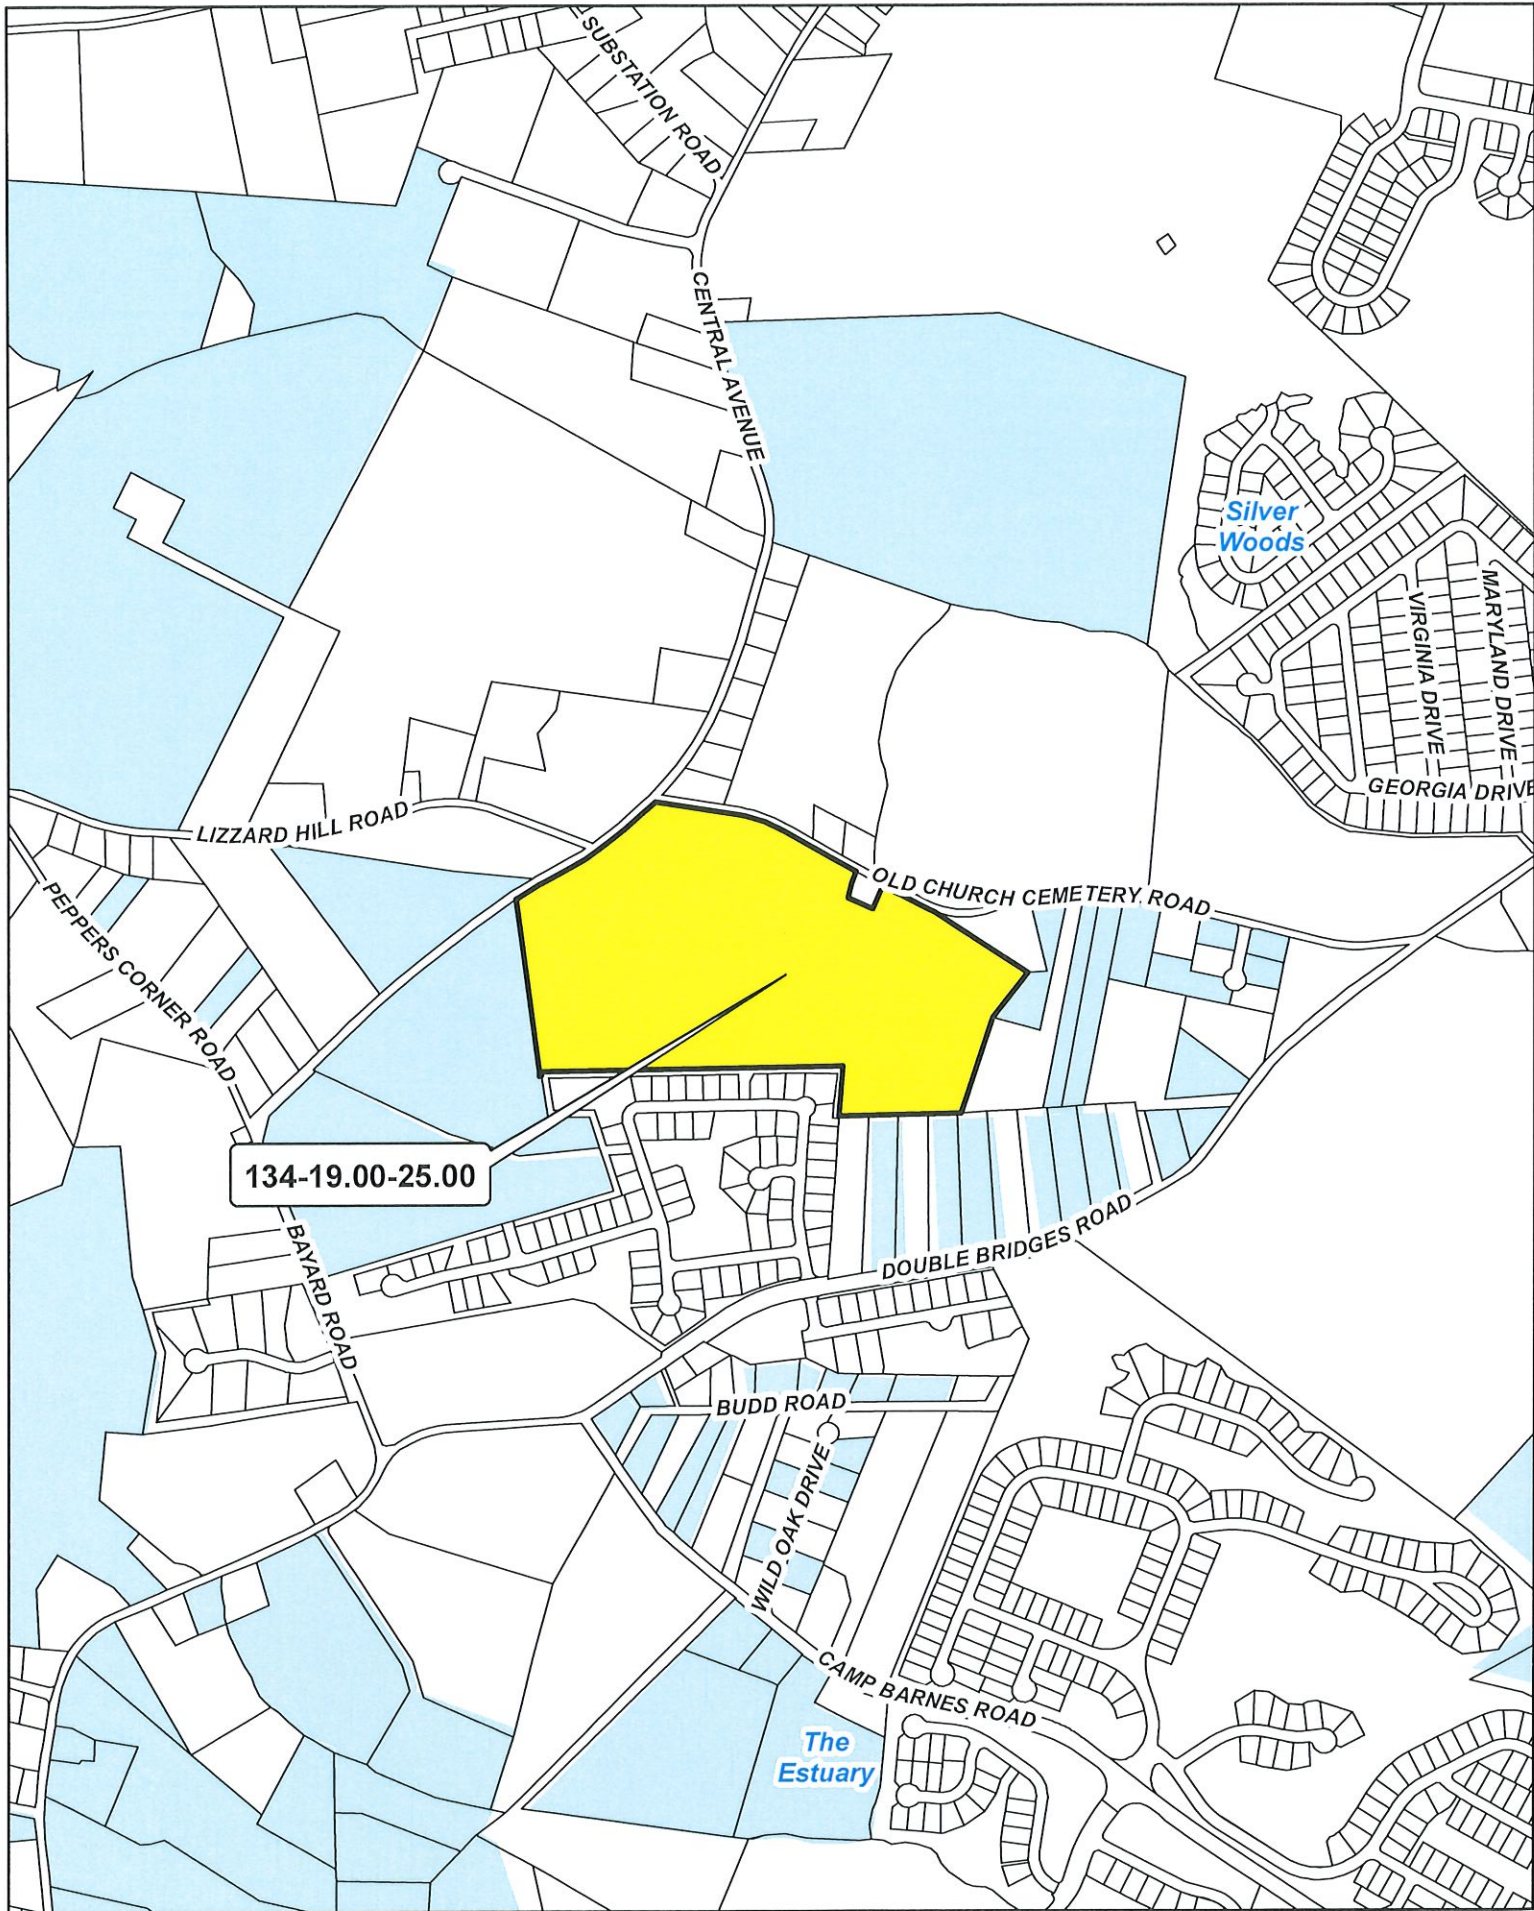 SUBSTATION ROAD
CENTRAL AVENUE
Silver
Woods
MARYLAND DRIVE
VIRGINIA DRIVE
GEORGIA DRIVE
LIZZARD HILL ROAD
OLD CHURCH CEMETERY ROAD
PEPPERS CORNER ROAD
134-19.00-25.00
BAYARD ROAD
DOUBLE BRIDGES ROAD
BUDD ROAD
WILD OAK DRIVE
CAMP BARNES ROAD
The
Estuary